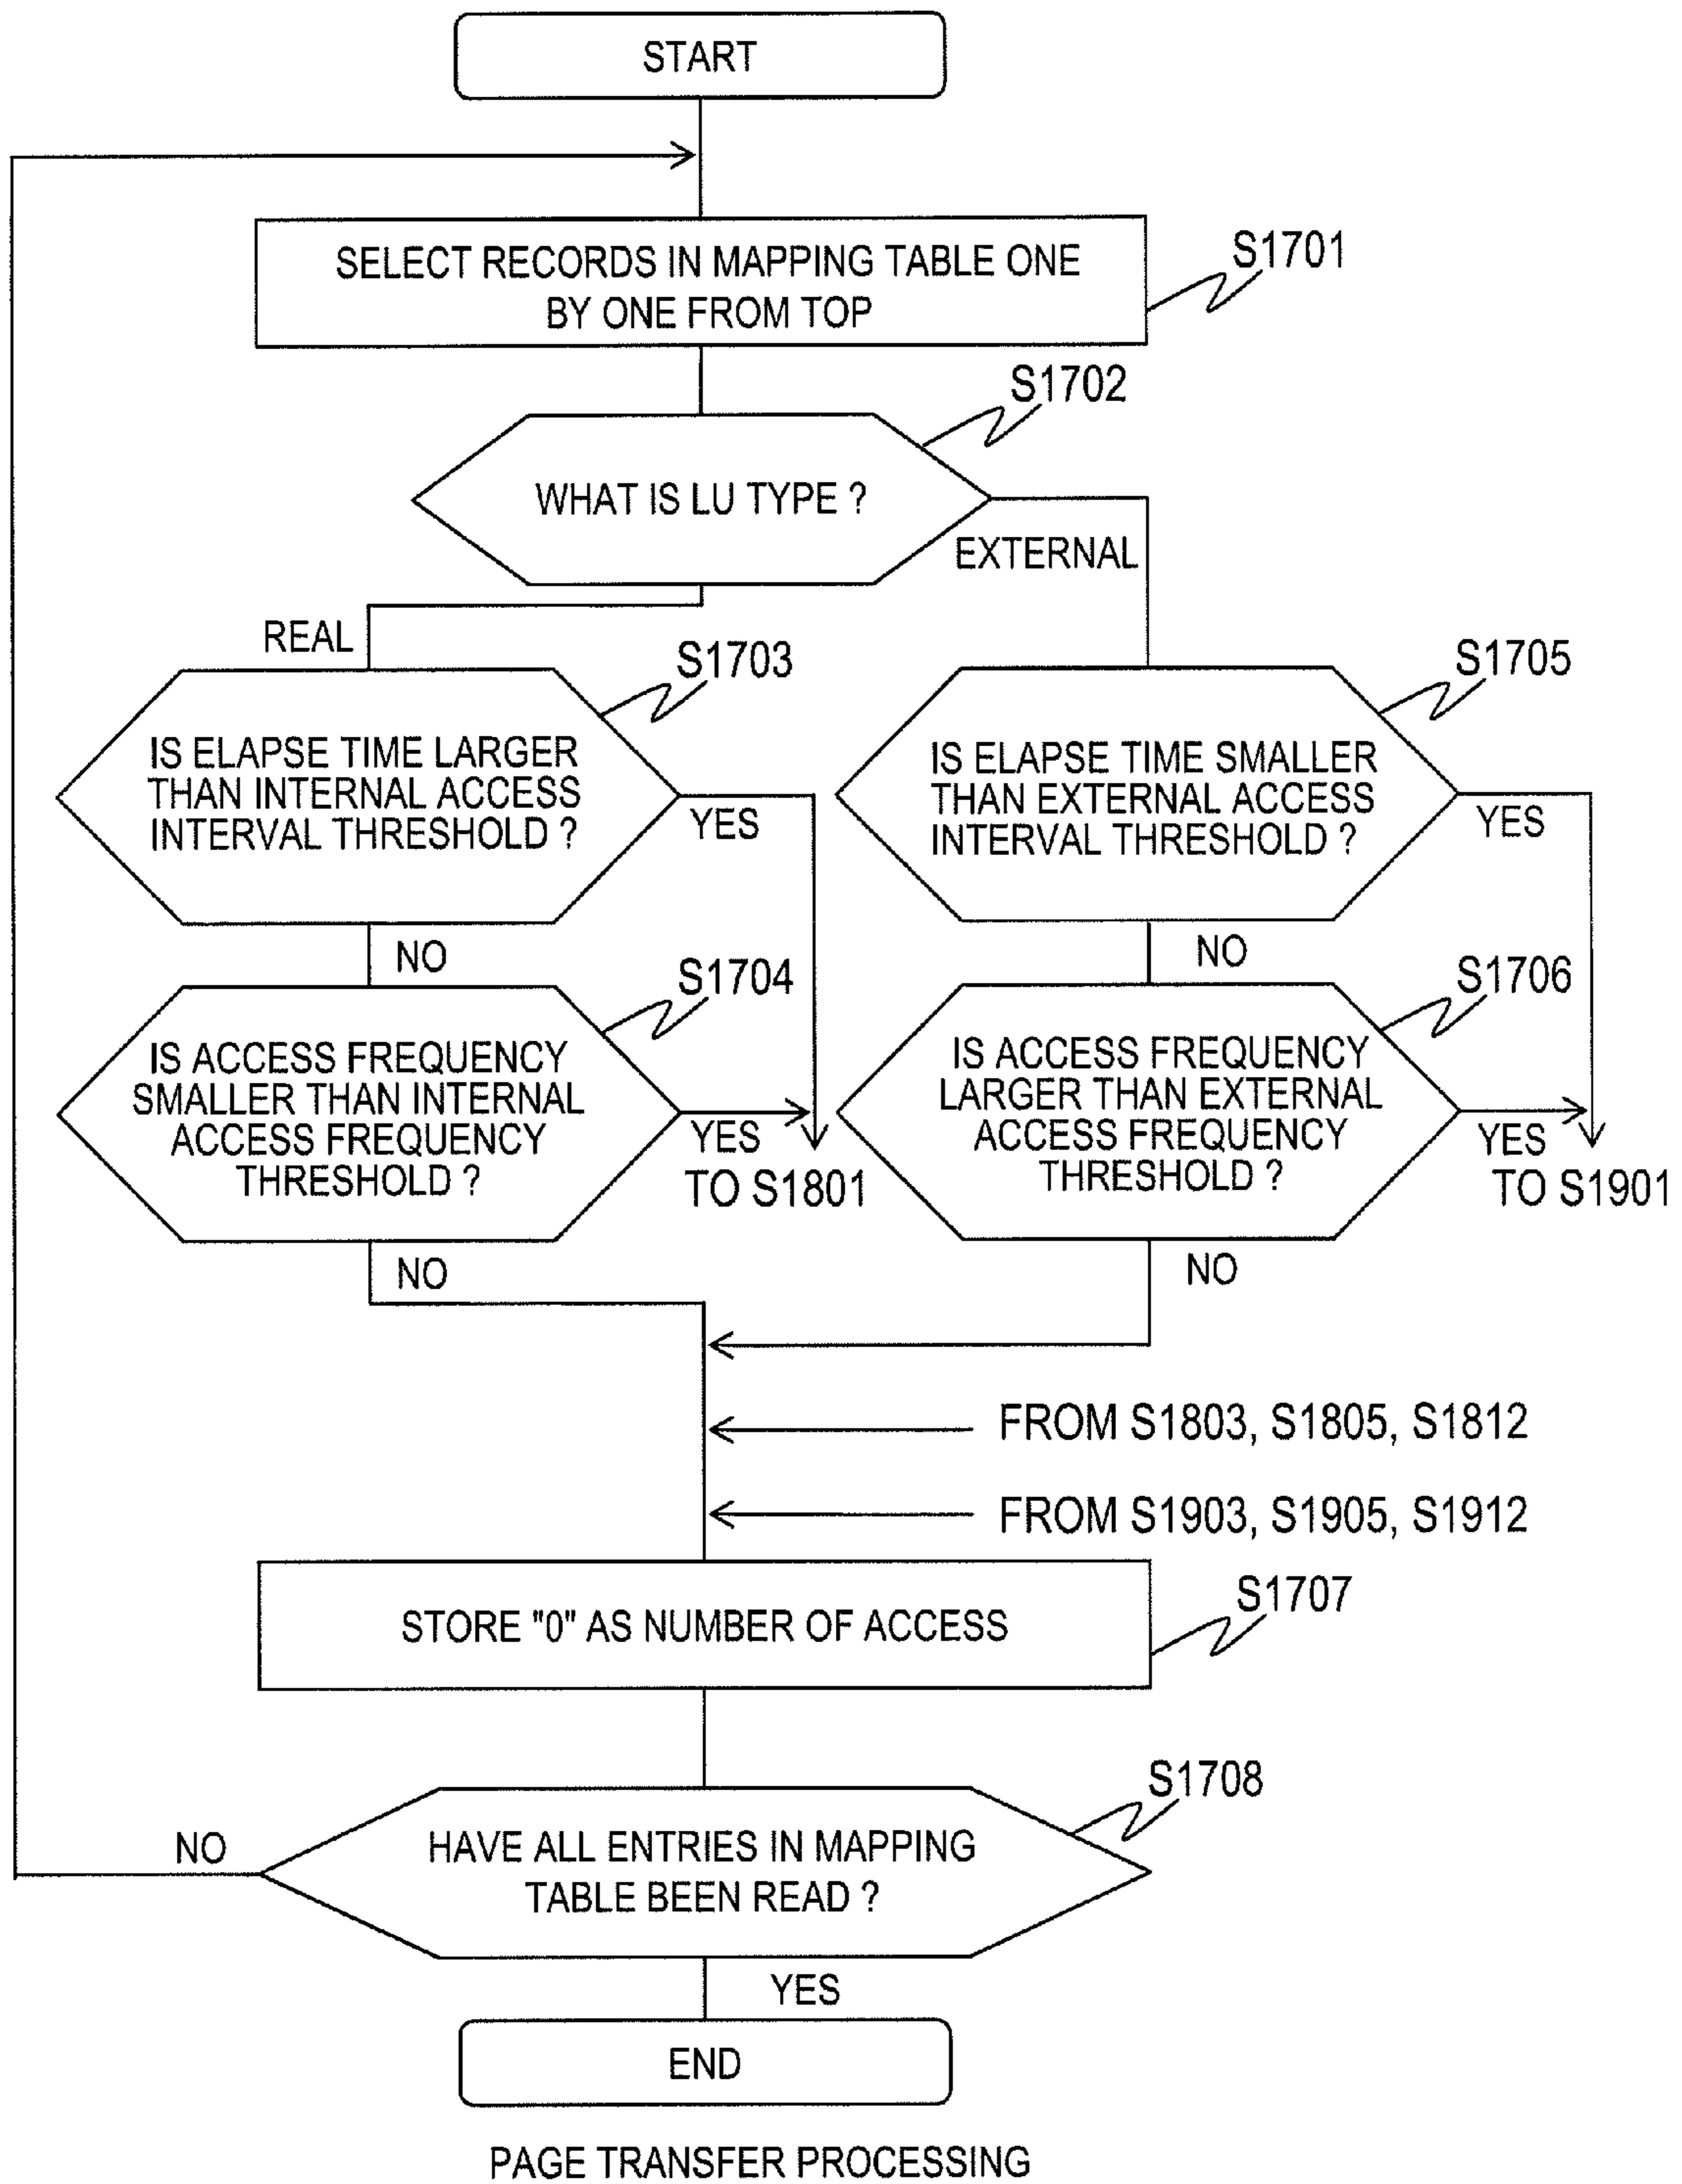 START
SELECT RECORDS IN MAPPING TABLE ONE
BY ONE FROM TOP
S1701
S1702
WHAT IS LU TYPE ?
EXTERNAL
REAL
S1703
IS ELAPSE TIME LARGER
THAN INTERNAL ACCESS
INTERVAL THRESHOLD ?
YES
NO
S1705
IS ELAPSE TIME SMALLER
THAN EXTERNAL ACCESS
INTERVAL THRESHOLD ?
YES
NO
S1704
IS ACCESS FREQUENCY
SMALLER THAN INTERNAL
ACCESS FREQUENCY
THRESHOLD ?
YES
TO S1801
NO
S1706
IS ACCESS FREQUENCY
LARGER THAN EXTERNAL
ACCESS FREQUENCY
THRESHOLD ?
YES
TO S1901
NO
FROM S1803, S1805, S1812
FROM S1903, S1905, S1912
STORE "0" AS NUMBER OF ACCESS
S1707
S1708
HAVE ALL ENTRIES IN MAPPING
TABLE BEEN READ ?
NO
YES
END
PAGE TRANSFER PROCESSING